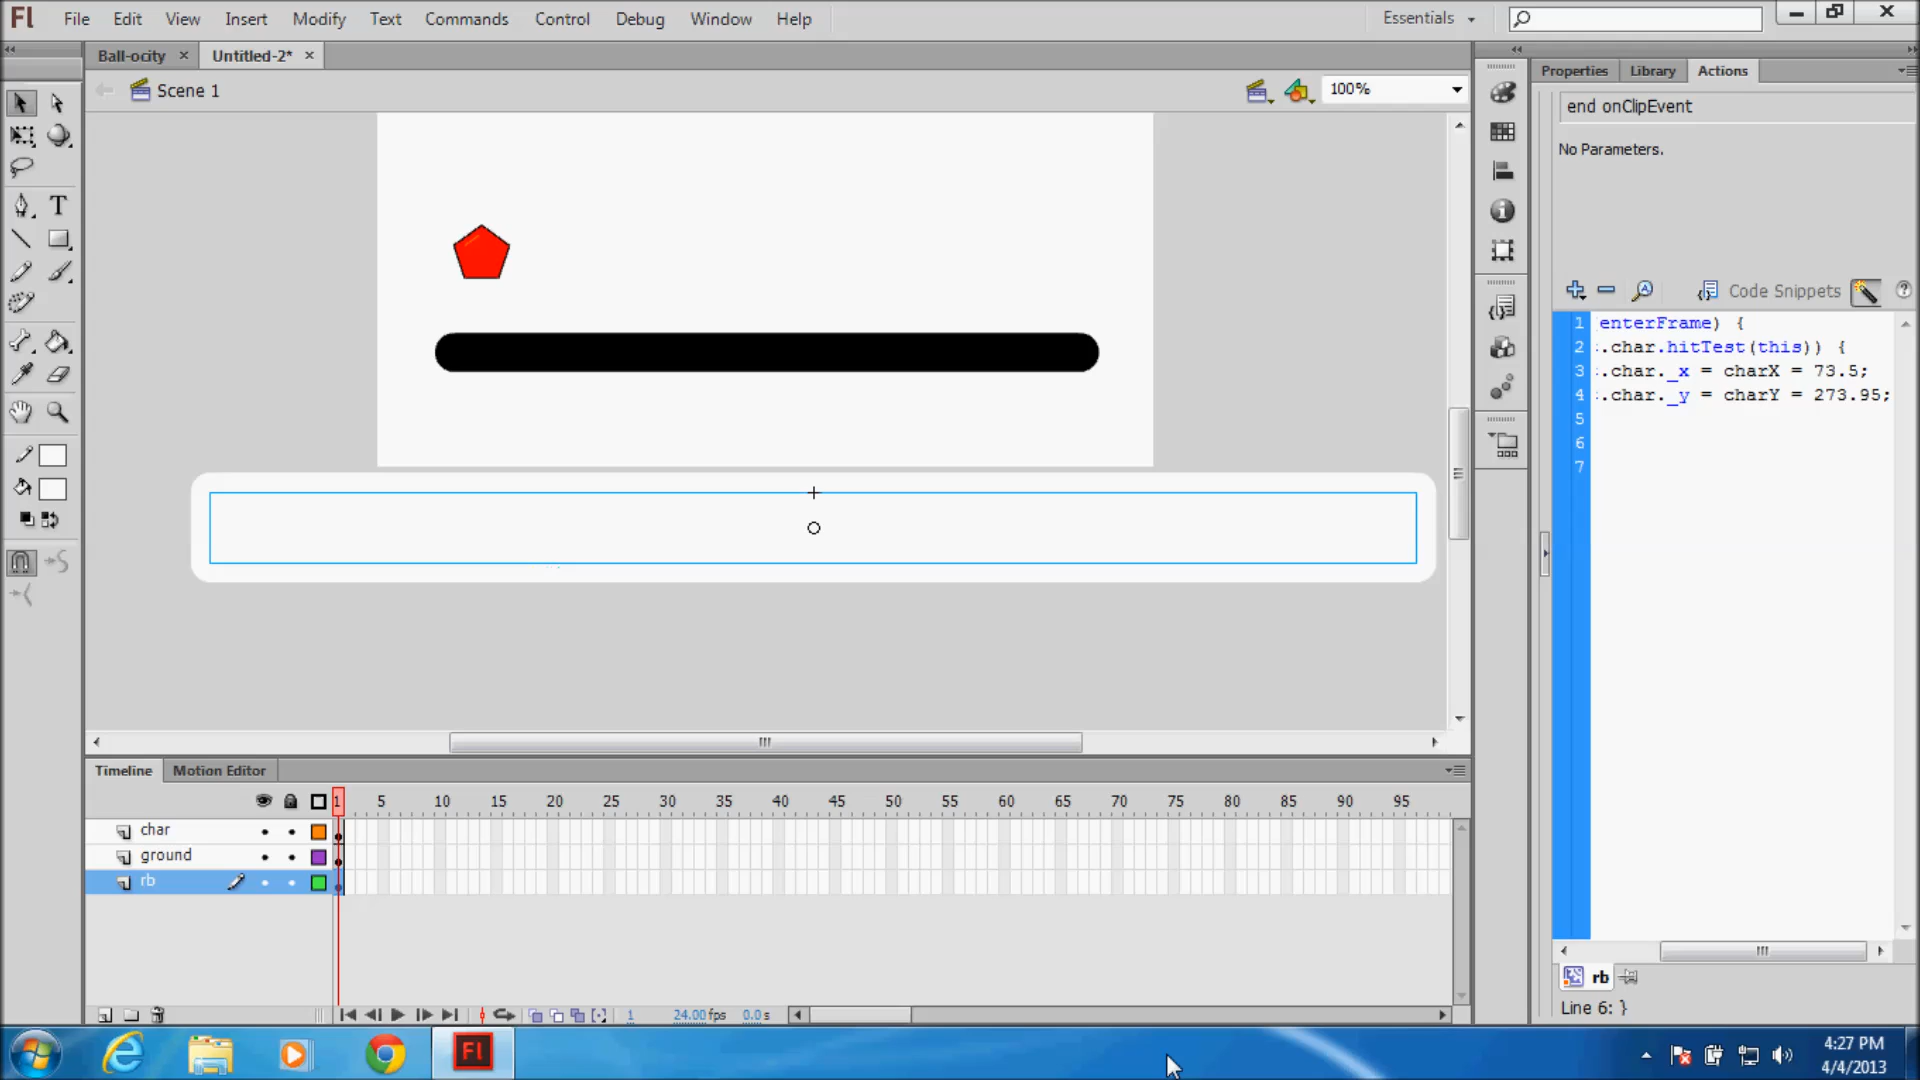 Fl File Edit View Insert Modify Text Commands Control Debug Window Help Essentials
Ball-ocity × Untitled-2* ×
Properties Library Actions
Scene 1
100%
end onClipEvent
No Parameters.
T
Code Snippets
1 enterFrame) {
2 .char.hitTest(this)) {
3 .char._x = charX = 73.5;
4 .char._y = charY = 273.95;
5
6
7
Timeline Motion Editor
1 5 10 15 20 25 30 35 40 45 50 55 60 65 70 75 80 85 90 95
char
ground
rb
rb
Line 6: }
1 24.00 fps 0.0 s
Fl
4:27 PM
4/4/2013